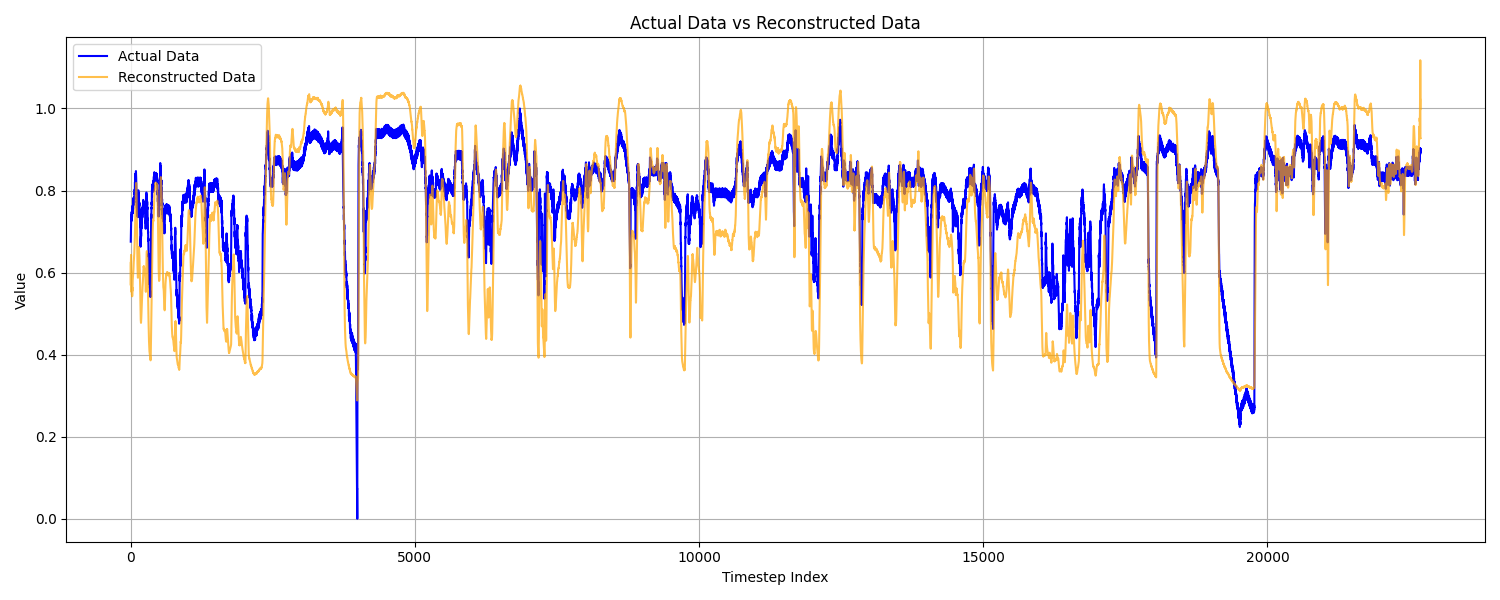 Actual Data vs Reconstructed Data
Actual Data
Reconstructed Data
Value
1.0
0.8
0.6
0.4
0.2
0.0
0
5000
10000
15000
20000
Timestep Index